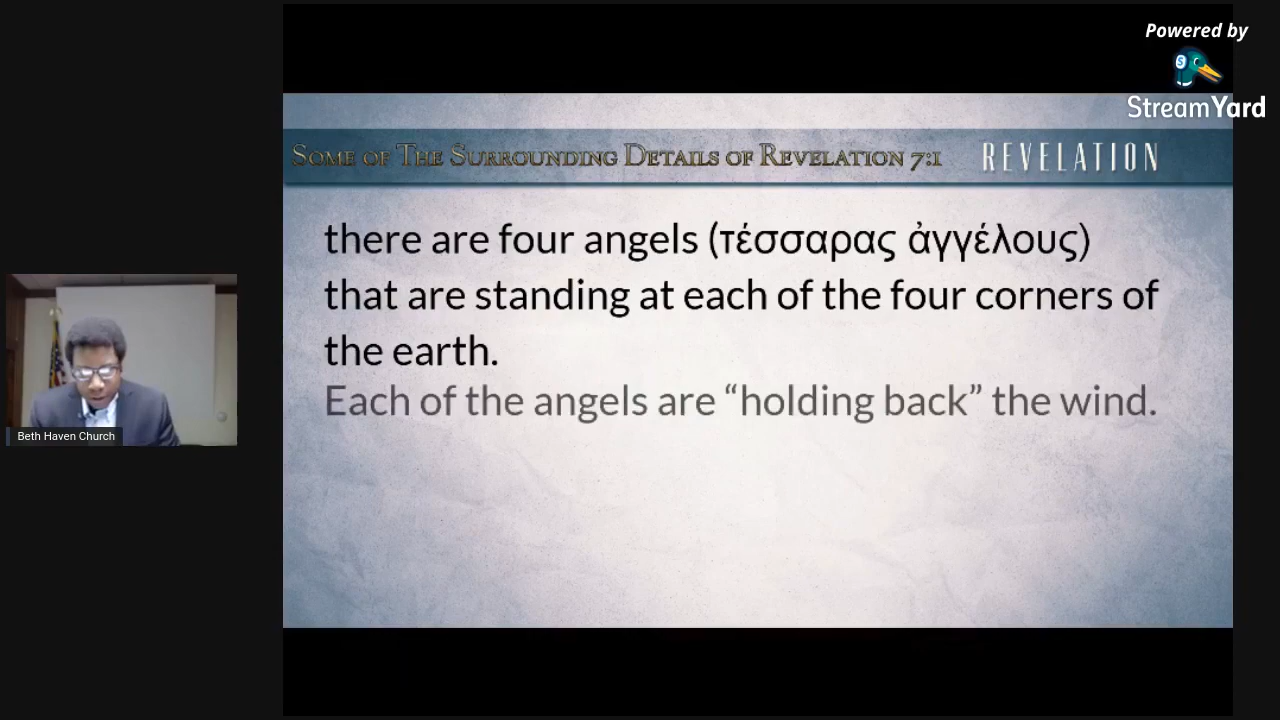 Powered by
StreamYard
SOME OF THE SURROUNDING DETAILS OF REVELATION 7:1
REVELATION
there are four angels (τέσσαρας ἀγγέλους)
that are standing at each of the four corners of
the earth.
Each of the angels are “holding back” the wind.
Beth Haven Church